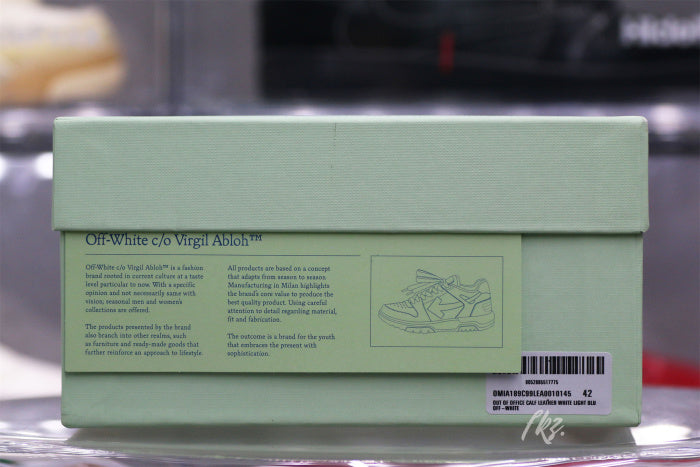 Hide
Off-White c/o Virgil Abloh™
Off-White c/o Virgil Abloh™ is a fashion
brand rooted in current culture at a taste
level particular to now. With a specific
opinion and not necessarily same with
vision, seasonal men and women's
collections are offered.
The products presented by the brand
also branch into other realms, such
as furniture and ready-made goods that
further reinforce an approach to lifestyle.
All products are based on a concept
that adapts from season to season.
Manufacturing in Milan highlights
the brand's core value to produce the
best quality product. Using careful
attention to detail regarding material,
fit and fabrication.
The outcome is a brand for the youth
that embraces the present with
sophistication.
8052885517775
OMIA189C99LEA0010145 42
OUT OF OFFICE CALF LEATHER WHITE LIGHT BLU
OFF-WHITE
PKZ.